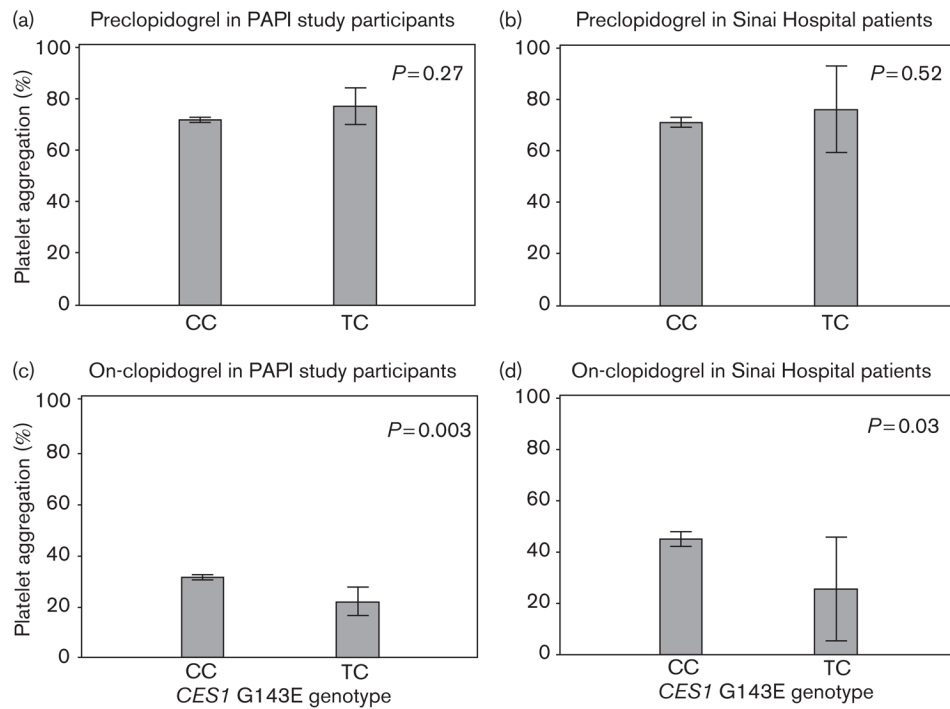 (a) Preclopidogrel in PAPI study participants
P=0.27
Platelet aggregation (%)
100
80
60
40
20
0
CC TC
(b) Preclopidogrel in Sinai Hospital patients
P=0.52
100
80
60
40
20
0
CC TC
(c) On-clopidogrel in PAPI study participants
P=0.003
Platelet aggregation (%)
100
80
60
40
20
0
CC TC
CES1 G143E genotype
(d) On-clopidogrel in Sinai Hospital patients
P=0.03
100
80
60
40
20
0
CC TC
CES1 G143E genotype